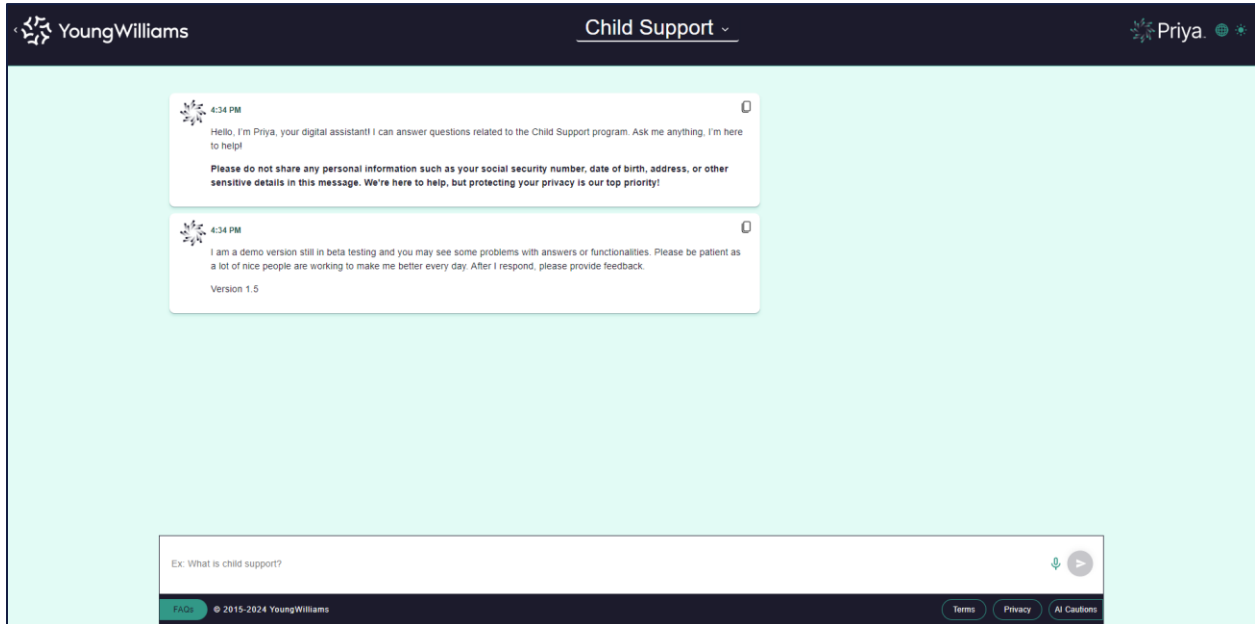 YoungWilliams
Child Support
Priya.
4:34 PM
Hello, I'm Priya, your digital assistant! I can answer questions related to the Child Support program. Ask me anything, I'm here
to help!
Please do not share any personal information such as your social security number, date of birth, address, or other
sensitive details in this message. We're here to help, but protecting your privacy is our top priority!
4:34 PM
I am a demo version still in beta testing and you may see some problems with answers or functionalities. Please be patient as
a lot of nice people are working to make me better every day. After I respond, please provide feedback.
Version 1.5
Ex: What is child support?
FAQs
© 2015-2024 YoungWilliams
Terms
Privacy
AI Cautions